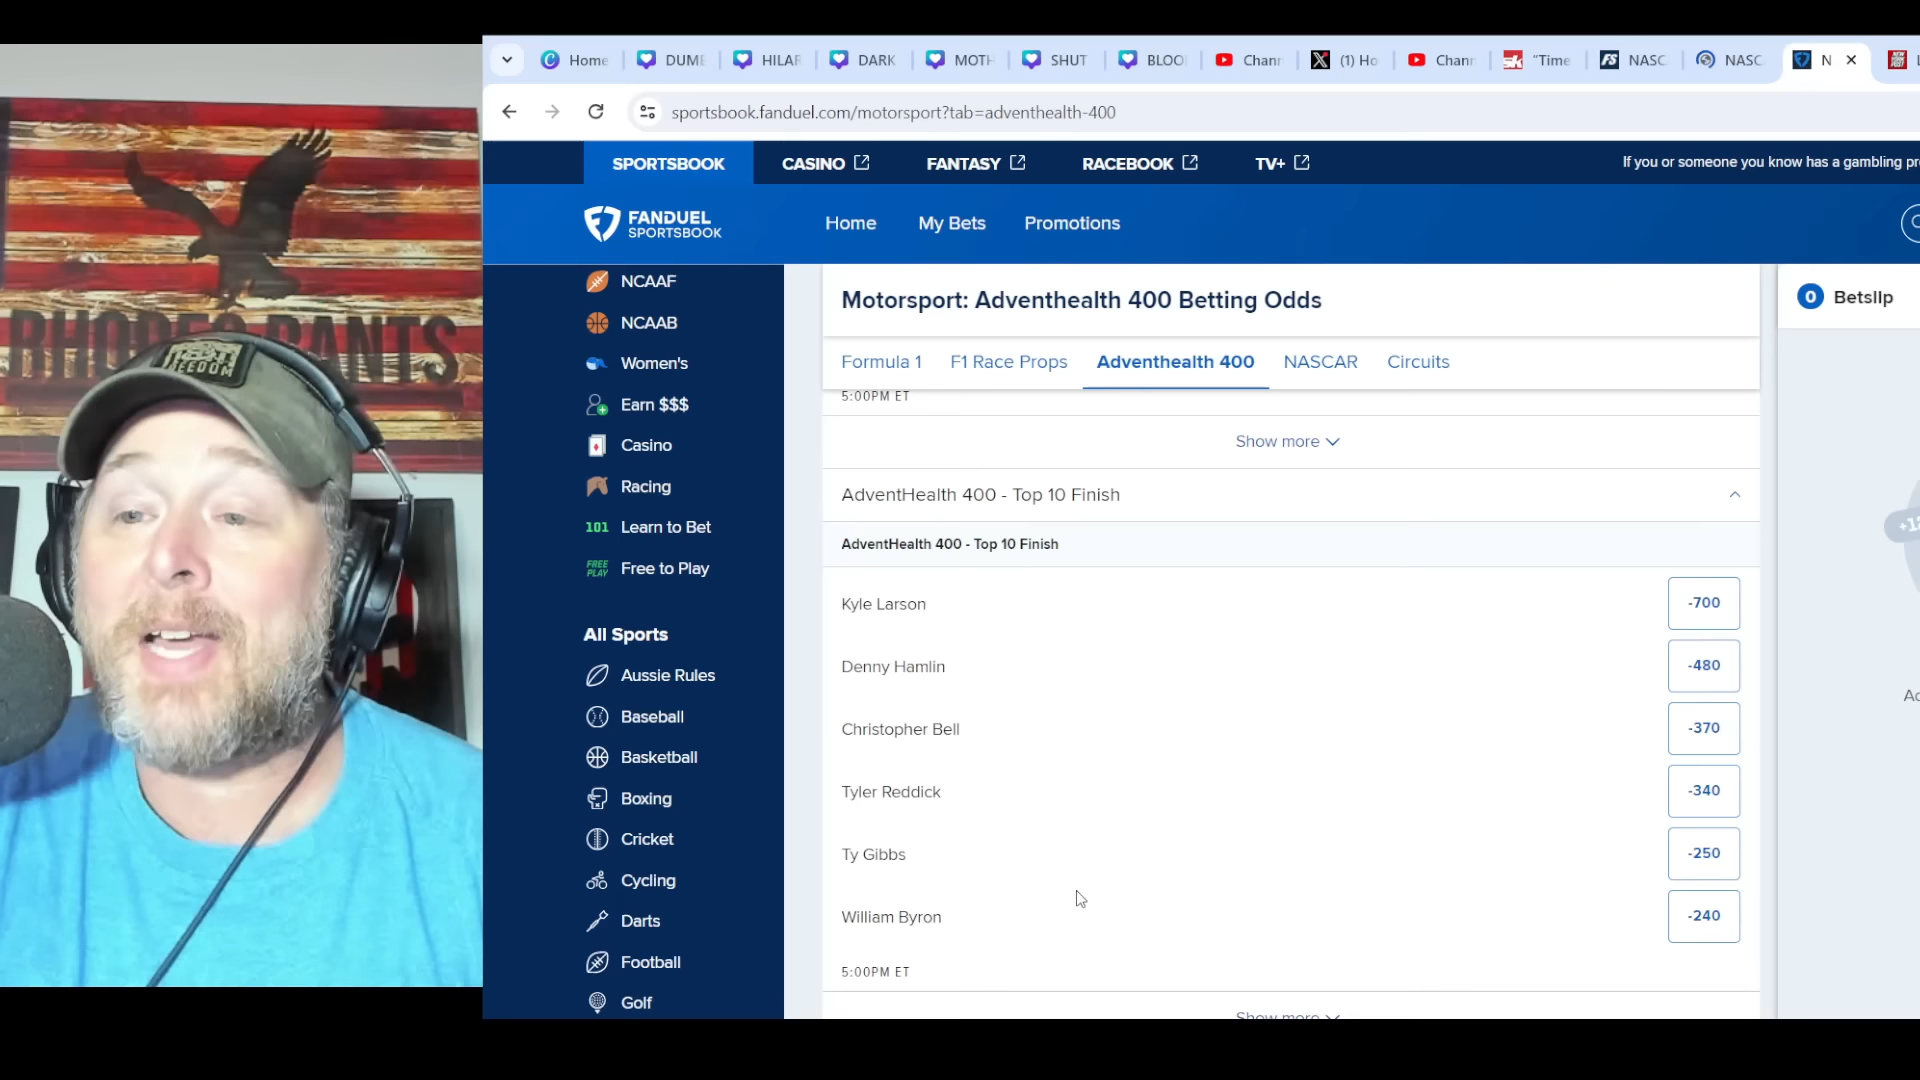 Home
DUM
HILAR
DARK
MOTH
SHUT
BLOO
Chan
(1) Ho
Chan
"Time
NASC
NASC
N
sportsbook.fanduel.com/motorsport?tab=adventhealth-400
SPORTSBOOK
CASINO
FANTASY
RACEBOOK
TV+
If you or someone you know has a gambling pr
FANDUEL
SPORTSBOOK
Home
My Bets
Promotions
NCAAF
NCAAB
Women's
Earn $$$
Casino
Racing
101 Learn to Bet
FREE PLAY Free to Play
All Sports
Aussie Rules
Baseball
Basketball
Boxing
Cricket
Cycling
Darts
Football
Golf
Motorsport: Adventhealth 400 Betting Odds
Formula 1
F1 Race Props
Adventhealth 400
NASCAR
Circuits
5:00PM ET
Show more
AdventHealth 400 - Top 10 Finish
AdventHealth 400 - Top 10 Finish
Kyle Larson -700
Denny Hamlin -480
Christopher Bell -370
Tyler Reddick -340
Ty Gibbs -250
William Byron -240
5:00PM ET
Show more
0 Betslip